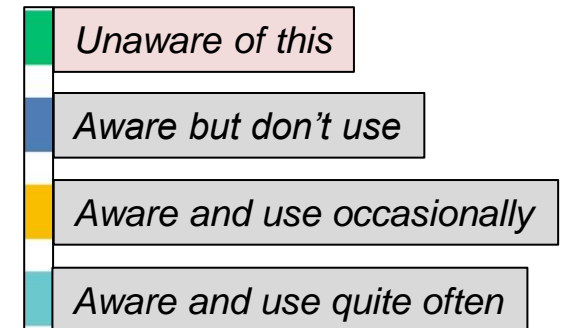 Unaware of this
Aware but don’t use
Aware and use occasionally
Aware and use quite often